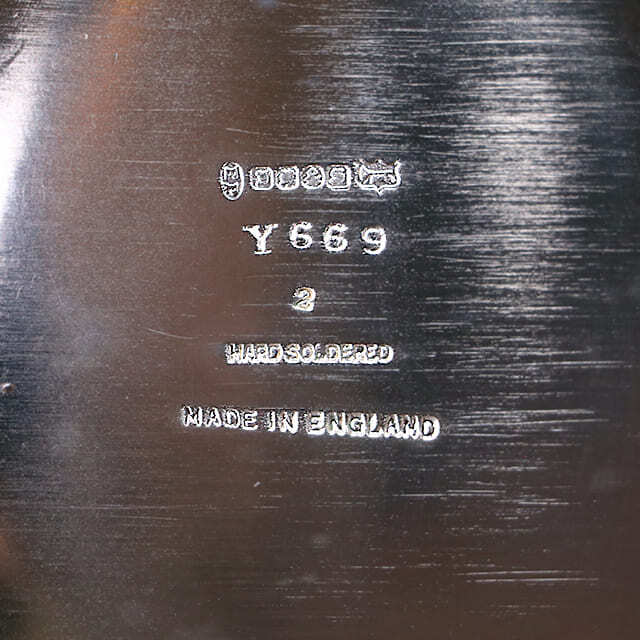 Y669
2
HARD SOLDERED
MADE IN ENGLAND